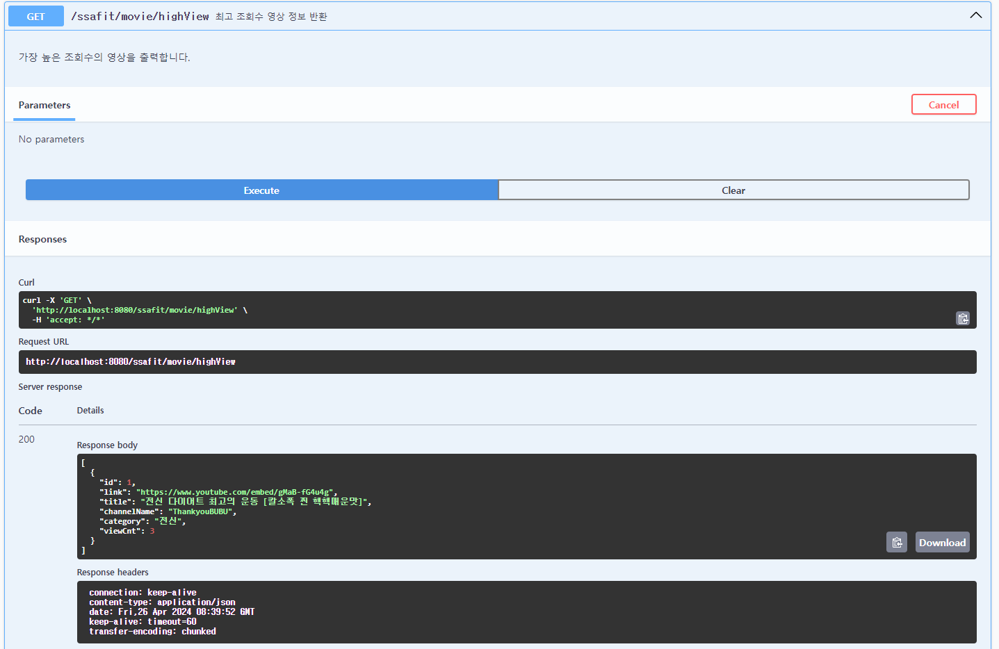 GET /ssafit/movie/highView 최고 조회수 영상 정보 반환
가장 높은 조회수의 영상을 출력합니다.
Parameters
Cancel
No parameters
Execute
Clear
Responses
Curl
curl -X 'GET' \
'http://localhost:8080/ssafit/movie/highView' \
-H 'accept: */*'
Request URL
http://localhost:8080/ssafit/movie/highView
Server response
Code Details
200
Response body
[
{
"id": 1,
"link": "https://www.youtube.com/embed/gMaB-fG4u4g",
"title": "전신 다이어트 최고의 운동 [칼소폭 찐 핵핵매운맛]",
"channelName": "ThankyouBUBU",
"category": "전신",
"viewCnt": 3
}
]
Download
Response headers
connection: keep-alive
content-type: application/json
date: Fri,26 Apr 2024 08:39:52 GMT
keep-alive: timeout=60
transfer-encoding: chunked